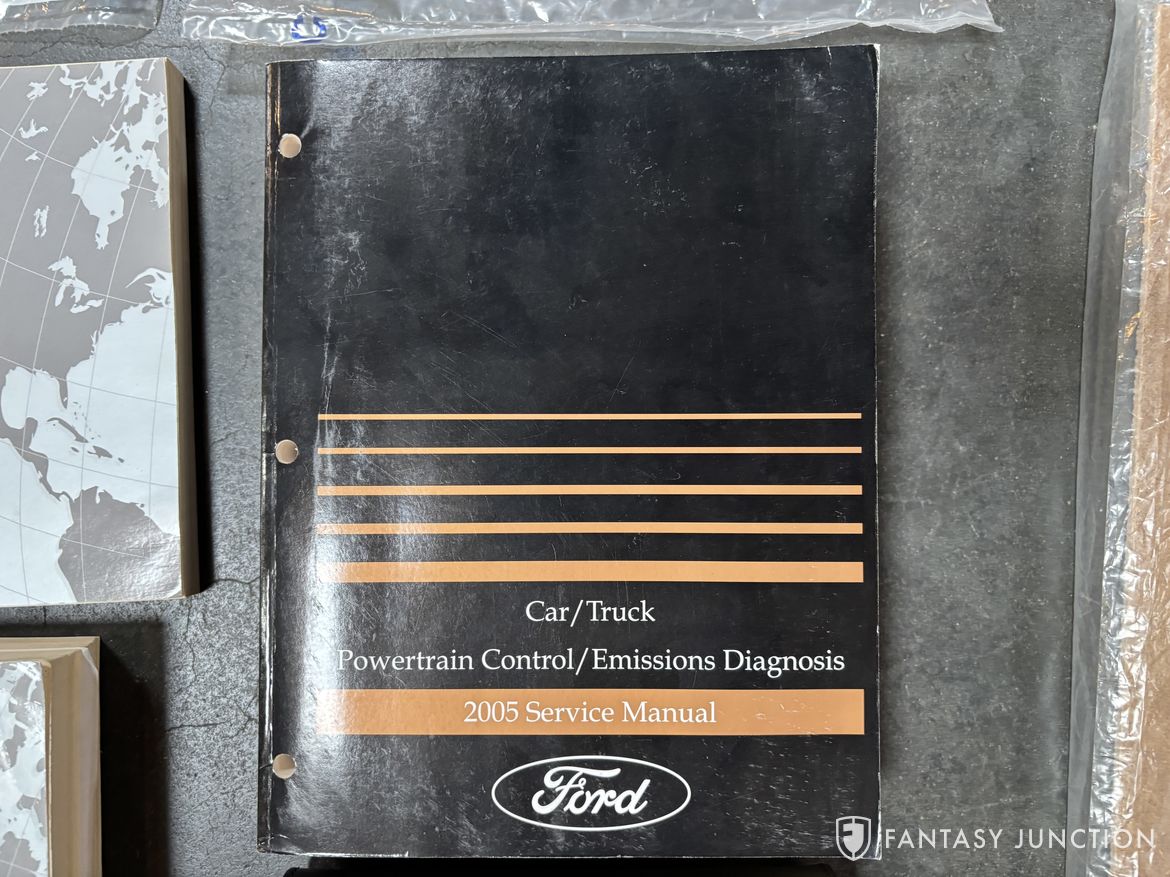 Car/Truck
Powertrain Control/Emissions Diagnosis
2005 Service Manual
Ford
FANTASY JUNCTION